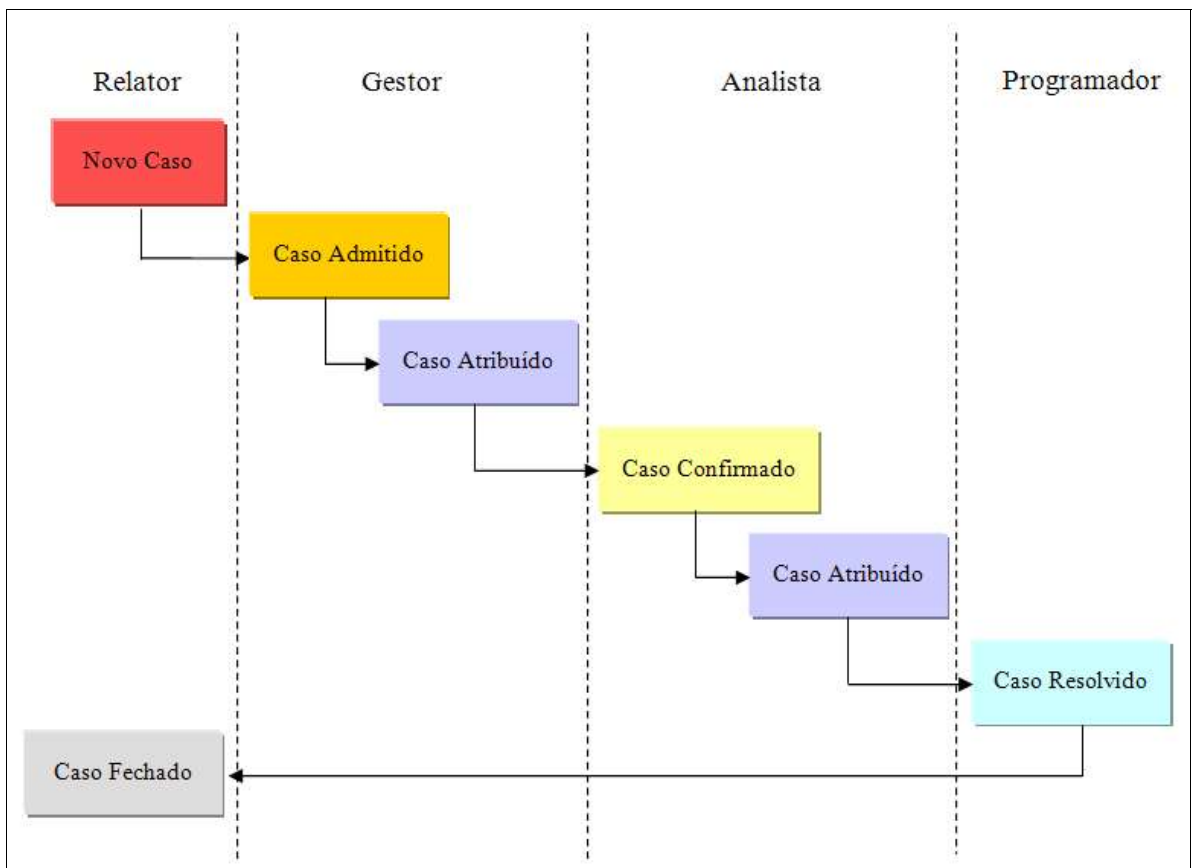 Relator
Gestor
Analista
Programador
Novo Caso
Caso Admitido
Caso Atribuído
Caso Confirmado
Caso Atribuído
Caso Resolvido
Caso Fechado